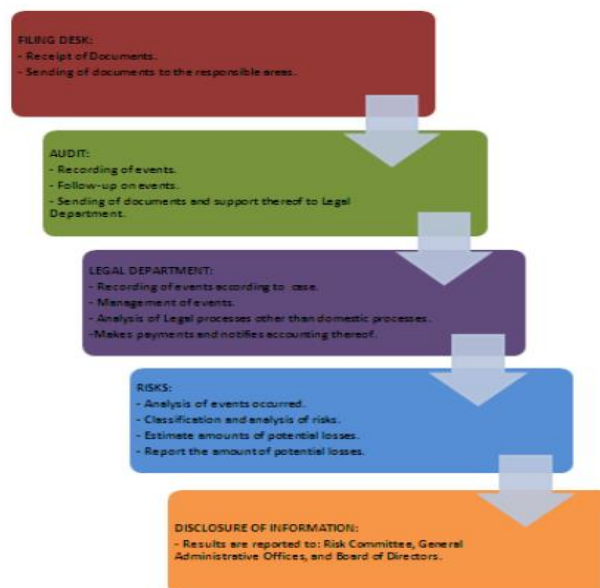 FILING DESK:
- Receipt of Documents.
- Sending of documents to the responsible areas.
AUDIT:
- Recording of events.
- Follow-up on events.
- Sending of documents and support thereof to Legal
Department.
LEGAL DEPARTMENT:
- Recording of events according to case.
- Management of events.
- Analysis of Legal processes other than domestic processes.
-Makes payments and notifies accounting thereof.
RISKS:
- Analysis of events occurred.
- Classification and analysis of risks.
- Estimate amounts of potential losses.
- Report the amount of potential losses.
DISCLOSURE OF INFORMATION:
- Results are reported to: Risk Committee, General
Administrative Offices, and Board of Directors.